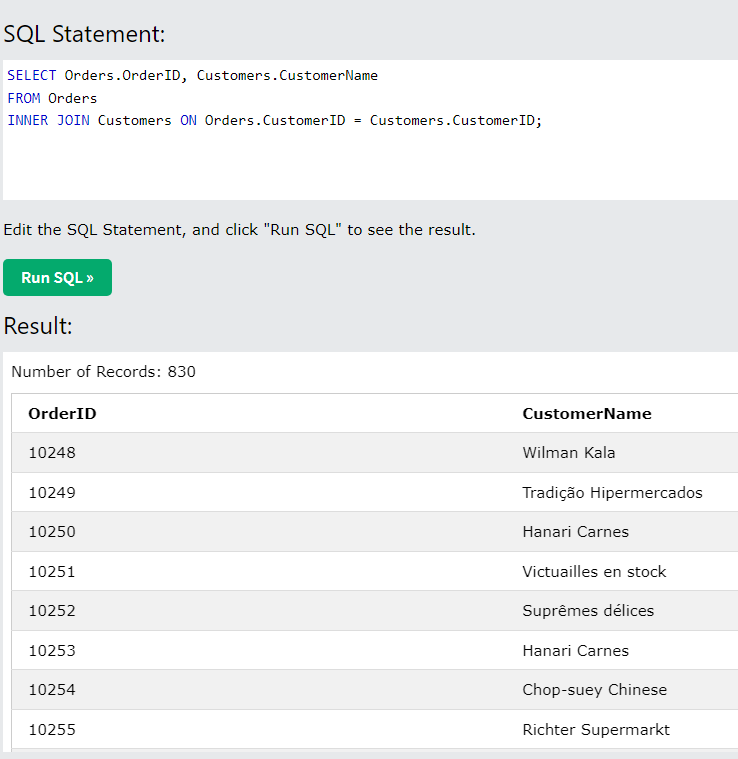 SQL Statement:
SELECT Orders.OrderID, Customers.CustomerName
FROM Orders
INNER JOIN Customers ON Orders.CustomerID = Customers.CustomerID;
Edit the SQL Statement, and click "Run SQL" to see the result.
Run SQL »
Result:
Number of Records: 830
OrderID CustomerName
10248 Wilman Kala
10249 Tradição Hipermercados
10250 Hanari Carnes
10251 Victuailles en stock
10252 Suprêmes délices
10253 Hanari Carnes
10254 Chop-suey Chinese
10255 Richter Supermarkt